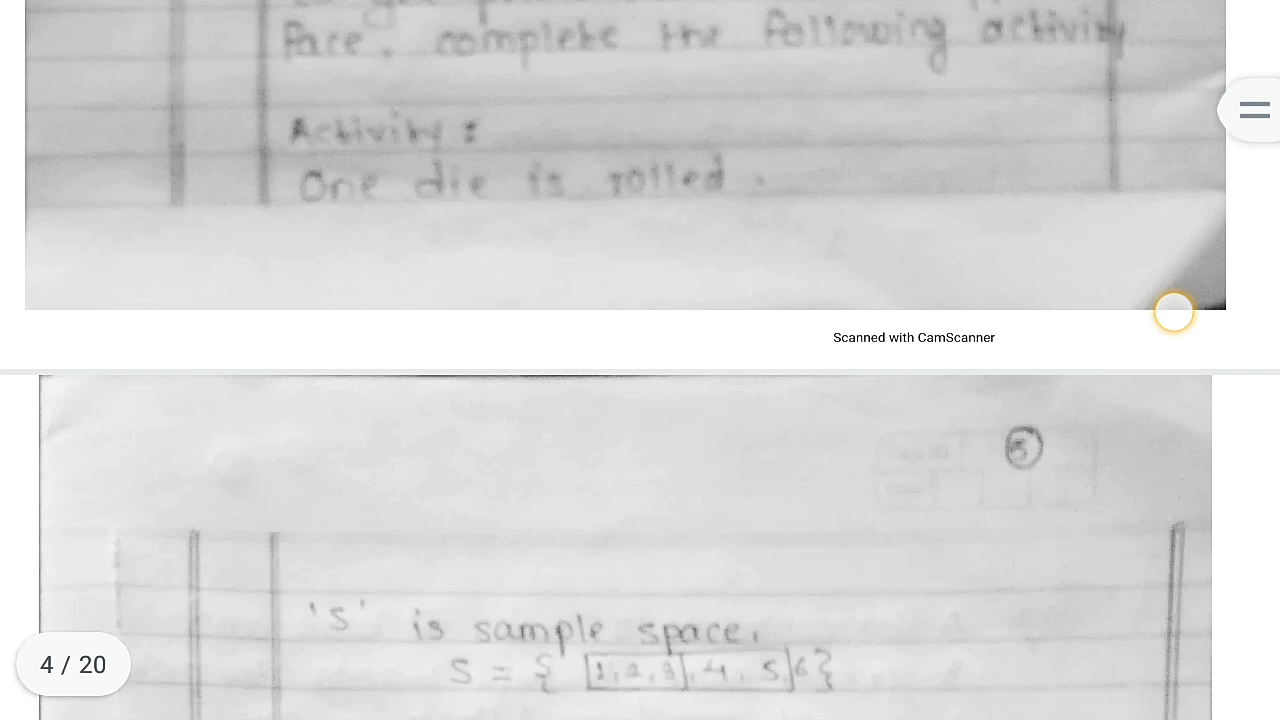 face. complete the following activity
Activity :
One die is rolled .
Scanned with CamScanner
5
's' is sample space.
S = { 1, 2, 3, 4, 5, 6 }
4 / 20